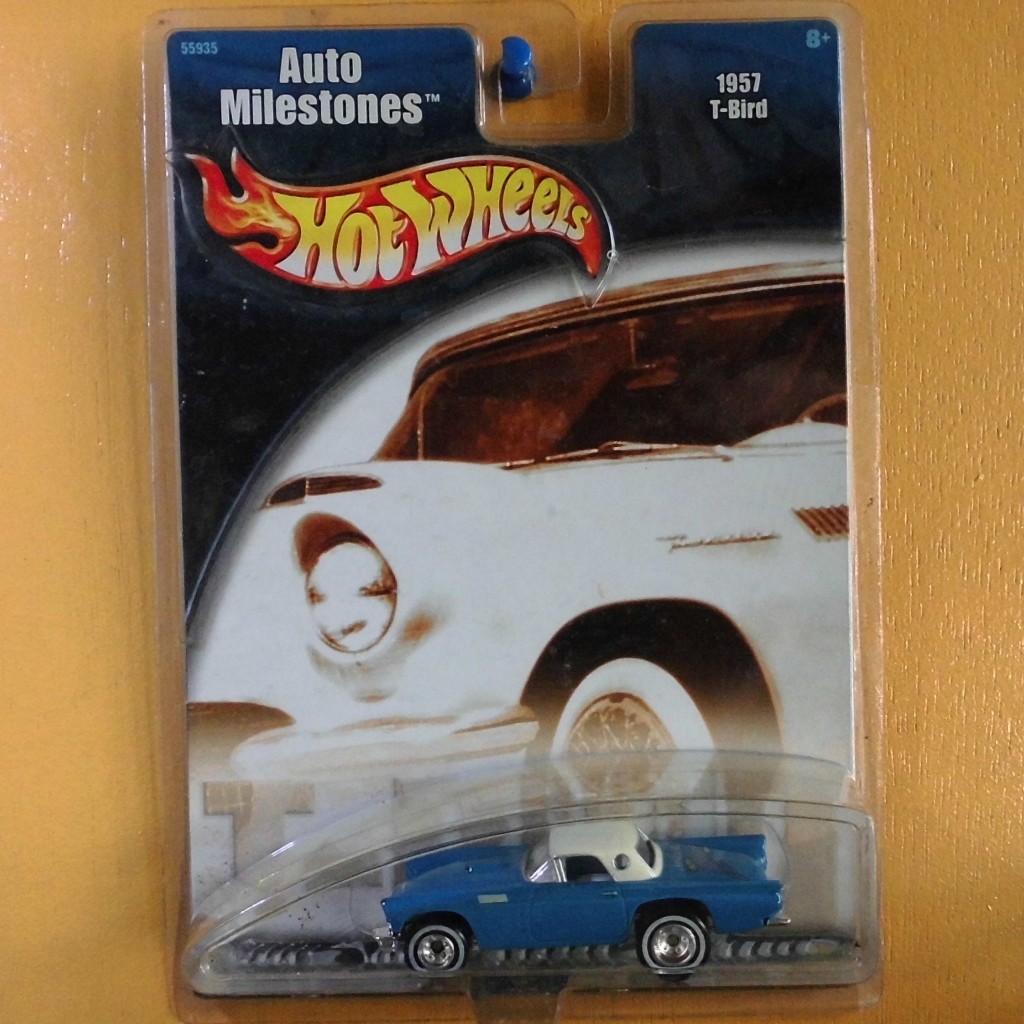 55935
Auto
Milestones™
8+
1957
T-Bird
Hot Wheels